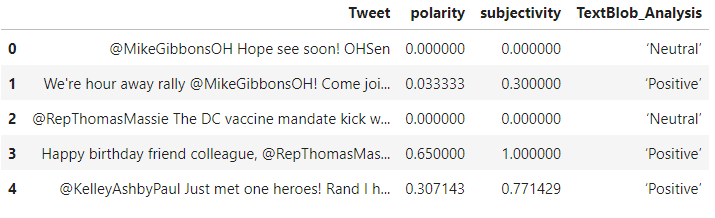 Tweet polarity subjectivity TextBlob_Analysis
0 @MikeGibbonsOH Hope see soon! OHSen 0.000000 0.000000 ‘Neutral’
1 We're hour away rally @MikeGibbonsOH! Come joi... 0.033333 0.300000 ‘Positive’
2 @RepThomasMassie The DC vaccine mandate kick w... 0.000000 0.000000 ‘Neutral’
3 Happy birthday friend colleague, @RepThomasMas... 0.650000 1.000000 ‘Positive’
4 @KelleyAshbyPaul Just met one heroes! Rand I h... 0.307143 0.771429 ‘Positive’